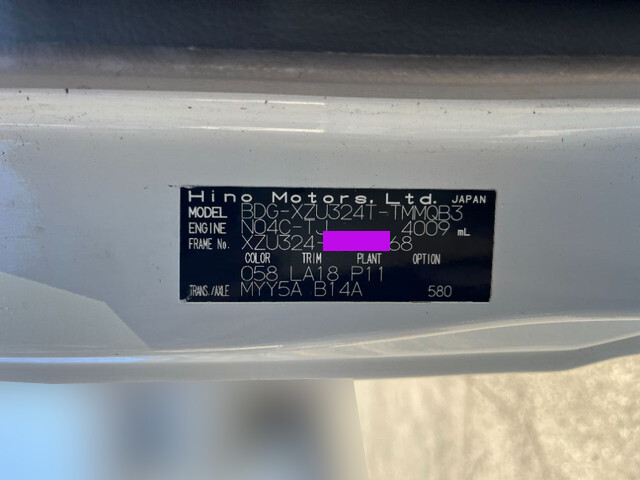 Hino Motors, Ltd. JAPAN
MODEL BDG-XZU324T-TMMQB3
ENGINE N04C-TJ 4009 mL
FRAME No. XZU324- 68
COLOR TRIM PLANT OPTION
058 LA18 P11
TRANS./AXLE MYY5A B14A 580